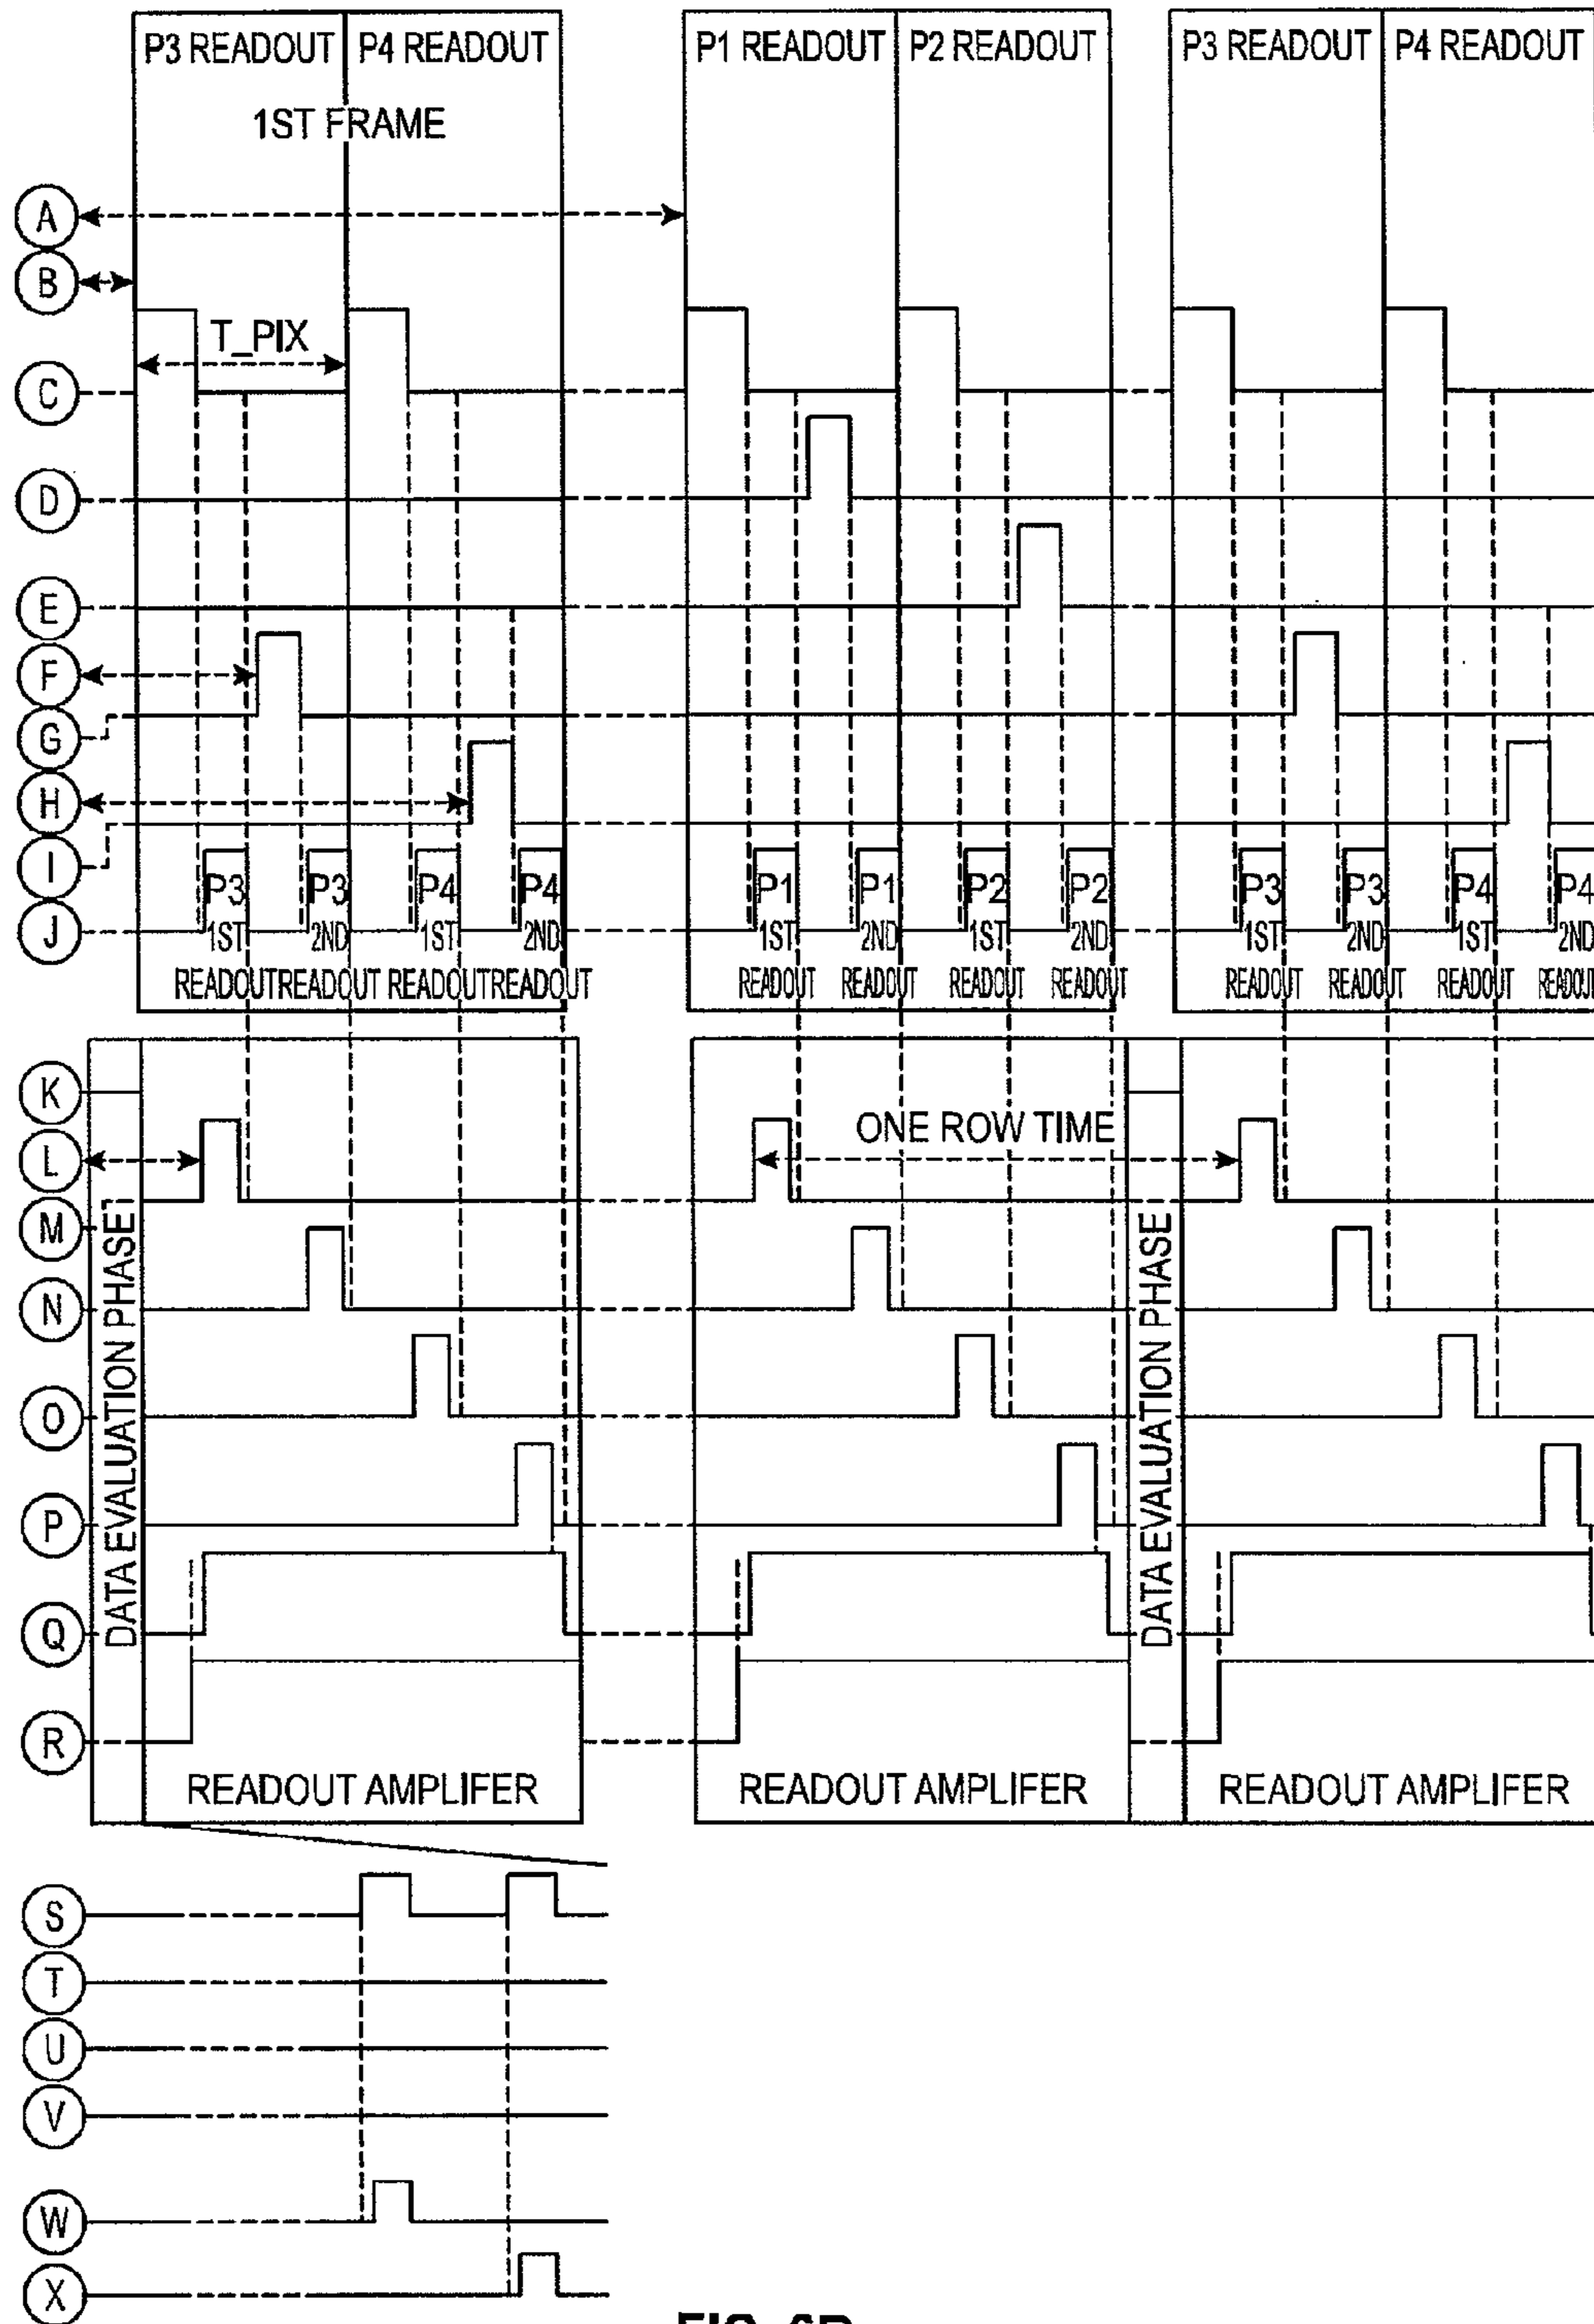 P3 READOUT P4 READOUT P1 READOUT P2 READOUT P3 READOUT P4 READOUT
1ST FRAME
A
B
T_PIX
C
D
E
F
G
H
I
P3 P3 P4 P4 P1 P1 P2 P2 P3 P3 P4 P4
J
1ST 2ND 1ST 2ND 1ST 2ND 1ST 2ND 1ST 2ND 1ST 2ND
READOUT READOUT READOUT READOUT READOUT READOUT READOUT READOUT READOUT READOUT READOUT READOUT
K
ONE ROW TIME
L
M
N
O
P
Q
R
DATA EVALUATION PHASE
DATA EVALUATION PHASE
READOUT AMPLIFER READOUT AMPLIFER READOUT AMPLIFER
S
T
U
V
W
X